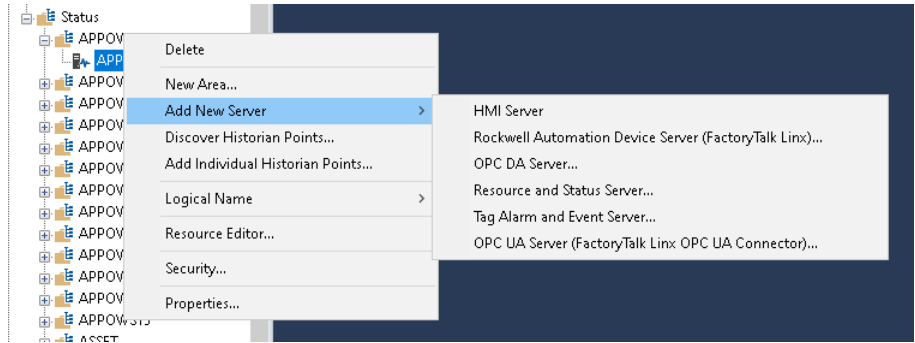 Status
APPOV
APP
APPOV
APPOV
APPOV
APPOV
APPOV
APPOV
APPOV
APPOV
APPOV
APPOV
APPOV
Delete
New Area...
Add New Server
Discover Historian Points...
Add Individual Historian Points...
Logical Name
Resource Editor...
Security...
Properties...
HMI Server
Rockwell Automation Device Server (FactoryTalk Linx)...
OPC DA Server...
Resource and Status Server...
Tag Alarm and Event Server...
OPC UA Server (FactoryTalk Linx OPC UA Connector)...